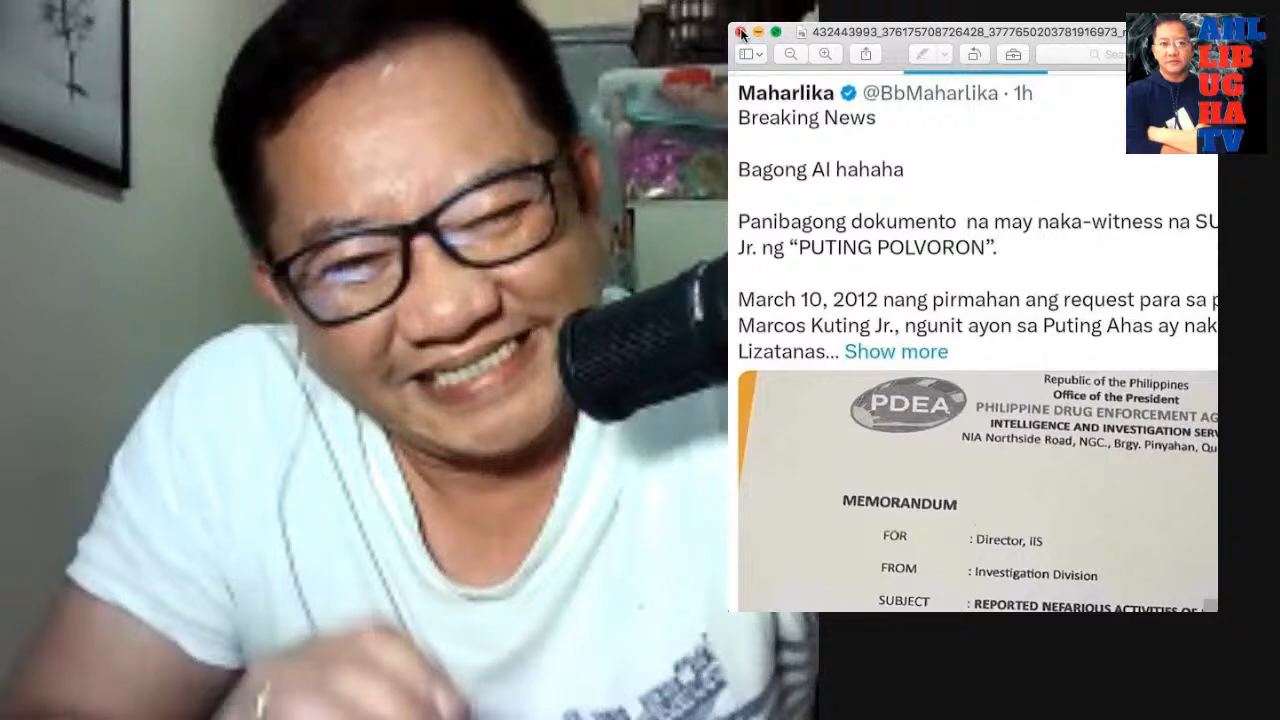 432443993_376175708726428_3777650203781916973_
Maharlika @BbMaharlika · 1h
Breaking News
Bagong AI hahaha
Panibagong dokumento na may naka-witness na SU
Jr. ng “PUTING POLVORON”.
March 10, 2012 nang pirmahan ang request para sa p
Marcos Kuting Jr., ngunit ayon sa Puting Ahas ay nak
Lizatanas... Show more
PDEA
Republic of the Philippines
Office of the President
PHILIPPINE DRUG ENFORCEMENT AG
INTELLIGENCE AND INVESTIGATION SERV
NIA Northside Road, NGC., Brgy. Pinyahan, Qu
MEMORANDUM
FOR : Director, IIS
FROM : Investigation Division
SUBJECT : REPORTED NEFARIOUS ACTIVITIES OF
AHL
LIB
UG
HA
TV